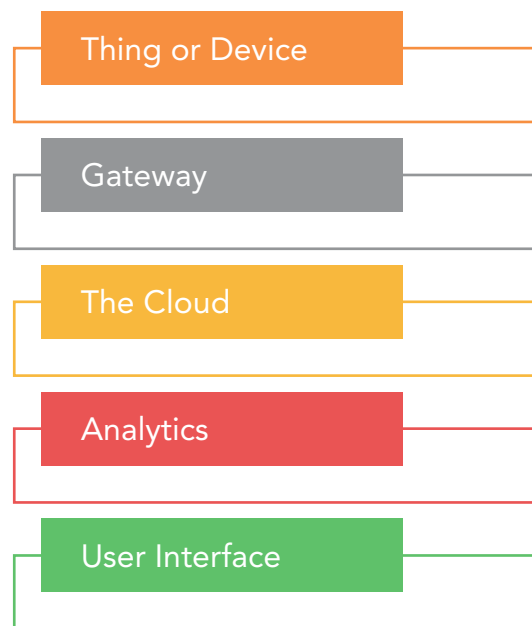 Thing or Device
Gateway
The Cloud
Analytics
User Interface